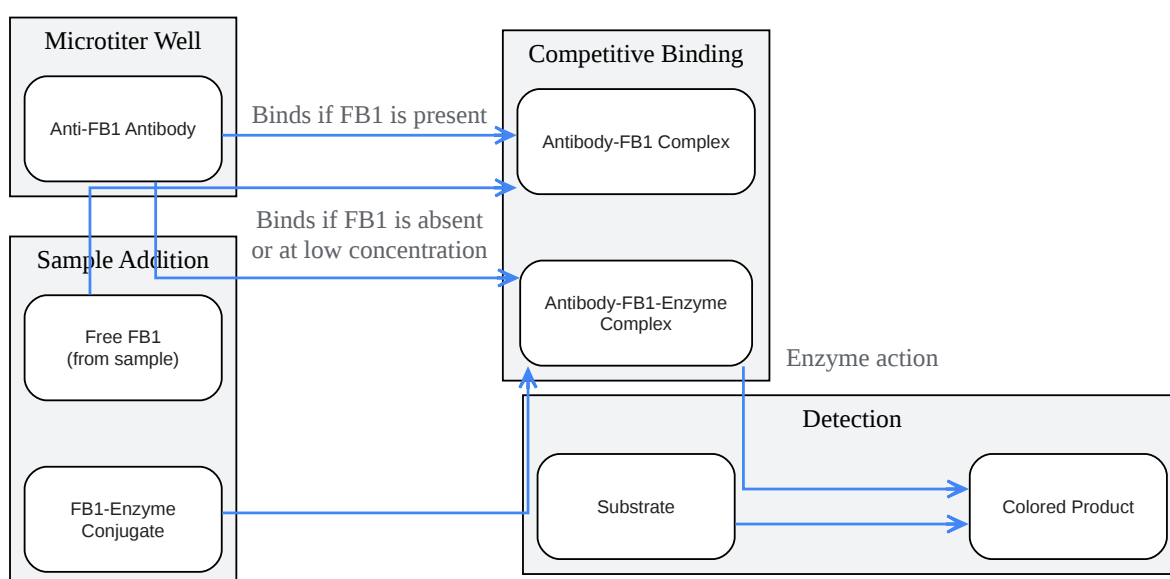 Microtiter Well
Anti-FB1 Antibody
Binds if FB1 is present
Competitive Binding
Antibody-FB1 Complex
Binds if FB1 is absent
or at low concentration
Sample Addition
Free FB1
(from sample)
Antibody-FB1-Enzyme
Complex
Enzyme action
FB1-Enzyme
Conjugate
Detection
Substrate
Colored Product